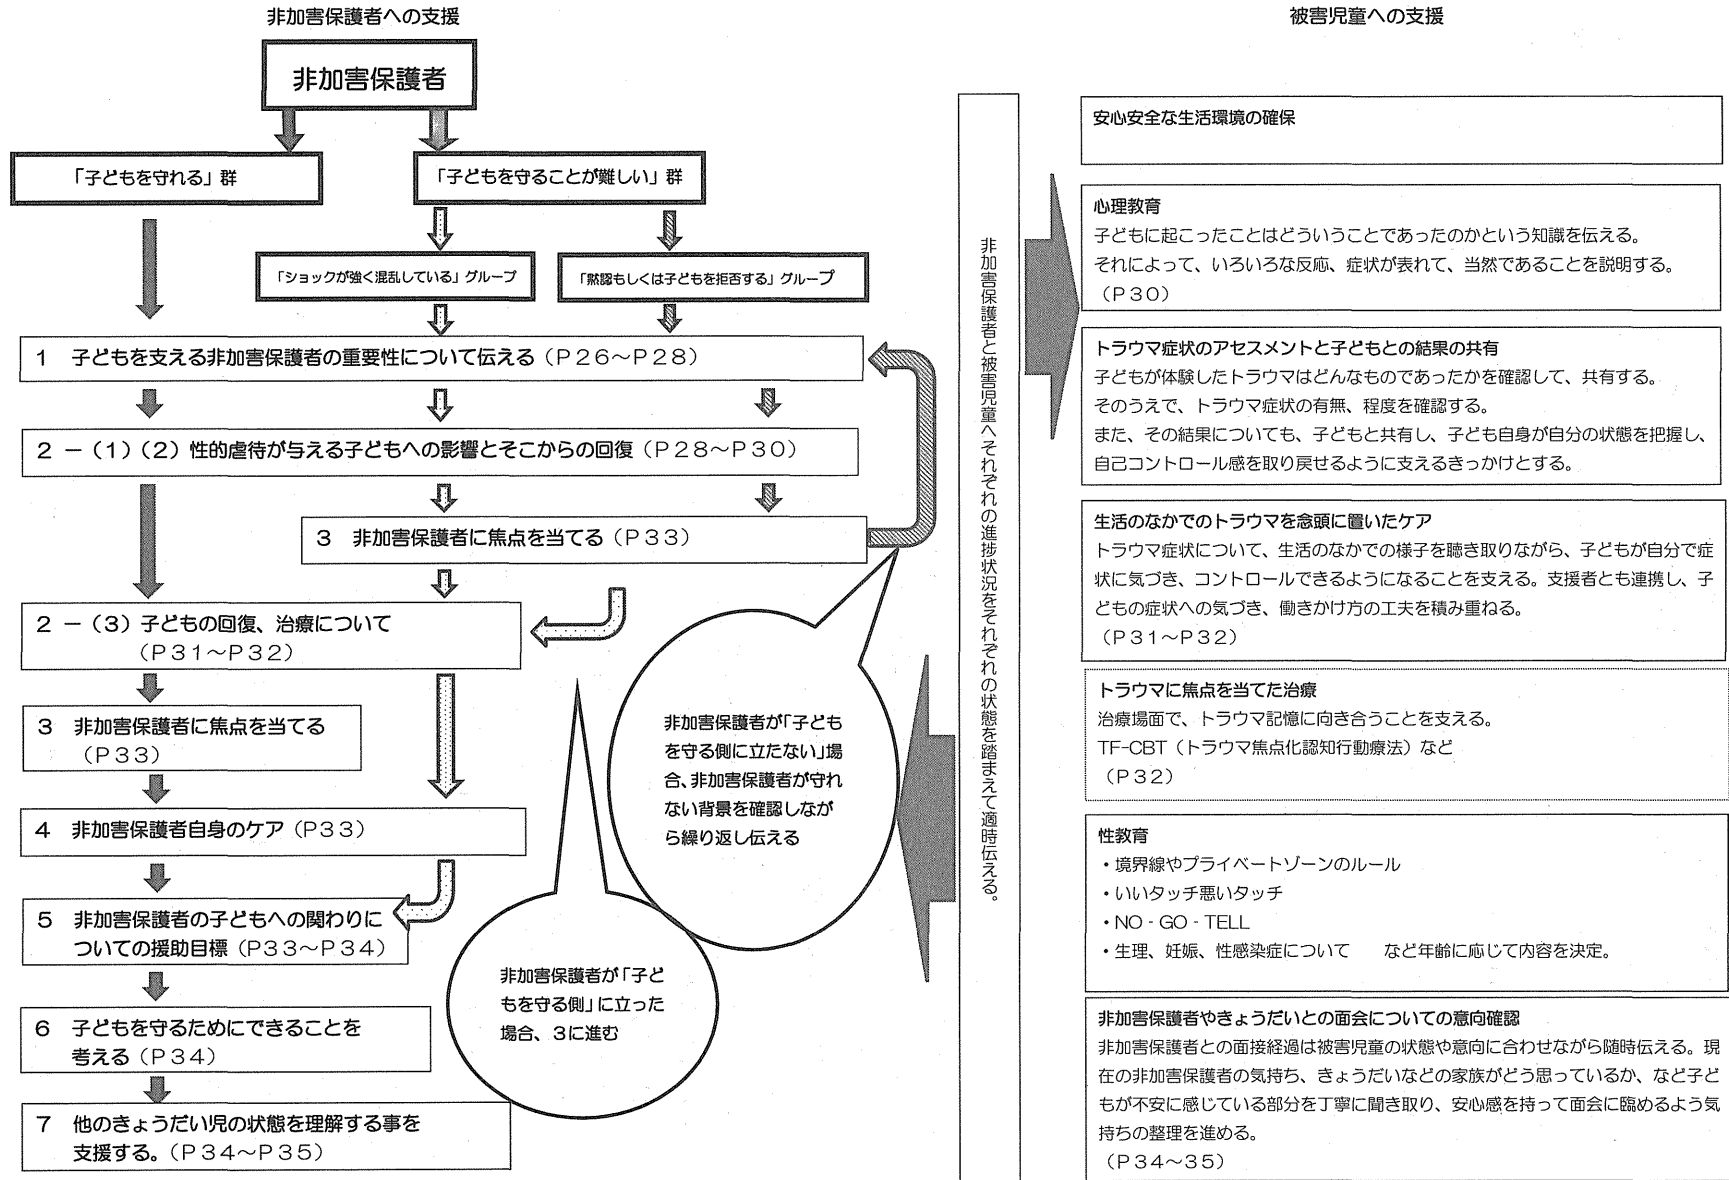 非加害保護者への支援
非加害保護者
「子どもを守れる」群
「子どもを守ることが難しい」群
「ショックが強く混乱している」グループ
「黙認もしくは子どもを拒否する」グループ
1 子どもを支える非加害保護者の重要性について伝える(P26~P28)
2 -(1)(2)性的虐待が与える子どもへの影響とそこからの回復(P28~P30)
3 非加害保護者に焦点を当てる(P33)
2 -(3)子どもの回復、治療について
(P31~P32)
3 非加害保護者に焦点を当てる
(P33)
4 非加害保護者自身のケア(P33)
5 非加害保護者の子どもへの関わりに
ついての援助目標(P33~P34)
6 子どもを守るためにできることを
考える(P34)
7 他のきょうだい児の状態を理解する事を
支援する。(P34~P35)
非加害保護者が「子ども
を守る側に立たない」場
合、非加害保護者が守れ
ない背景を確認しなが
ら繰り返し伝える
非加害保護者が「子ど
もを守る側」に立った
場合、3に進む
非加害保護者と被害児童へそれぞれの進捗状況をそれぞれの状態を踏まえて適時伝える。
被害児童への支援
安心安全な生活環境の確保
心理教育
子どもに起こったことはどういうことであったのかという知識を伝える。
それによって、いろいろな反応、症状が表れて、当然であることを説明する。
(P30)
トラウマ症状のアセスメントと子どもとの結果の共有
子どもが体験したトラウマはどんなものであったかを確認して、共有する。
そのうえで、トラウマ症状の有無、程度を確認する。
また、その結果についても、子どもと共有し、子ども自身が自分の状態を把握し、
自己コントロール感を取り戻せるように支えるきっかけとする。
生活のなかでのトラウマを念頭に置いたケア
トラウマ症状について、生活のなかでの様子を聴き取りながら、子どもが自分で症
状に気づき、コントロールできるようになることを支える。支援者とも連携し、子
どもの症状への気づき、働きかけ方の工夫を積み重ねる。
(P31~P32)
トラウマに焦点を当てた治療
治療場面で、トラウマ記憶に向き合うことを支える。
TF-CBT(トラウマ焦点化認知行動療法)など
(P32)
性教育
・境界線やプライベートゾーンのルール
・いいタッチ悪いタッチ
・NO - GO - TELL
・生理、妊娠、性感染症について など年齢に応じて内容を決定。
非加害保護者やきょうだいとの面会についての意向確認
非加害保護者との面接経過は被害児童の状態や意向に合わせながら随時伝える。現
在の非加害保護者の気持ち、きょうだいなどの家族がどう思っているか、など子ど
もが不安に感じている部分を丁寧に聞き取り、安心感を持って面会に臨めるよう気
持ちの整理を進める。
(P34~35)